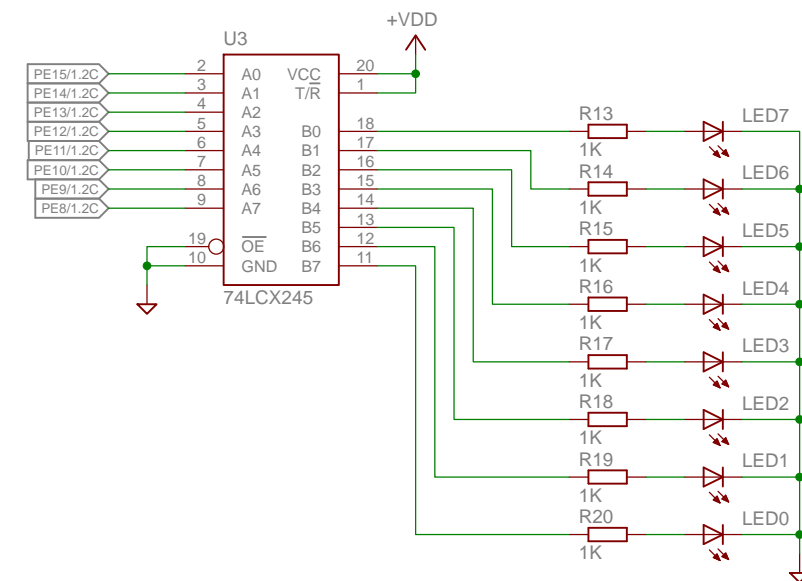 +VDD
U3
PE15/1.2C
PE14/1.2C
PE13/1.2C
PE12/1.2C
PE11/1.2C
PE10/1.2C
PE9/1.2C
PE8/1.2C
2
3
4
5
6
7
8
9
19
10
A0
A1
A2
A3
A4
A5
A6
A7
OE
GND
VCC
T/R
B0
B1
B2
B3
B4
B5
B6
B7
20
1
18
17
16
15
14
13
12
11
74LCX245
R13
1K
LED7
R14
1K
LED6
R15
1K
LED5
R16
1K
LED4
R17
1K
LED3
R18
1K
LED2
R19
1K
LED1
R20
1K
LED0